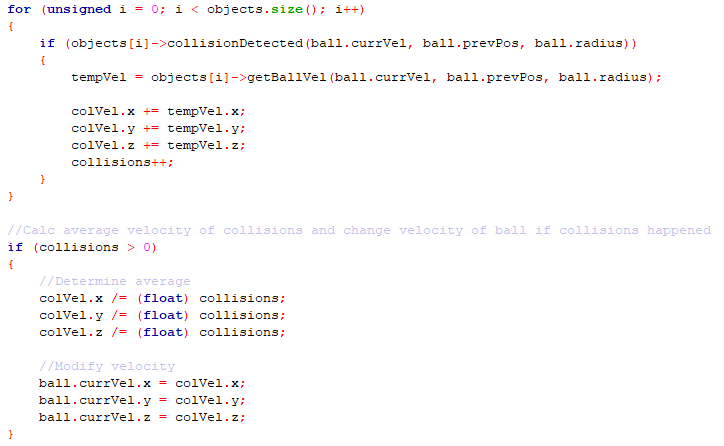 for (unsigned i = 0; i < objects.size(); i++)
{
    if (objects[i]->collisionDetected(ball.currVel, ball.prevPos, ball.radius))
    {
        tempVel = objects[i]->getBallVel(ball.currVel, ball.prevPos, ball.radius);

        colVel.x += tempVel.x;
        colVel.y += tempVel.y;
        colVel.z += tempVel.z;
        collisions++;
    }
}

//Calc average velocity of collisions and change velocity of ball if collisions happened
if (collisions > 0)
{
    //Determine average
    colVel.x /= (float) collisions;
    colVel.y /= (float) collisions;
    colVel.z /= (float) collisions;

    //Modify velocity
    ball.currVel.x = colVel.x;
    ball.currVel.y = colVel.y;
    ball.currVel.z = colVel.z;
}